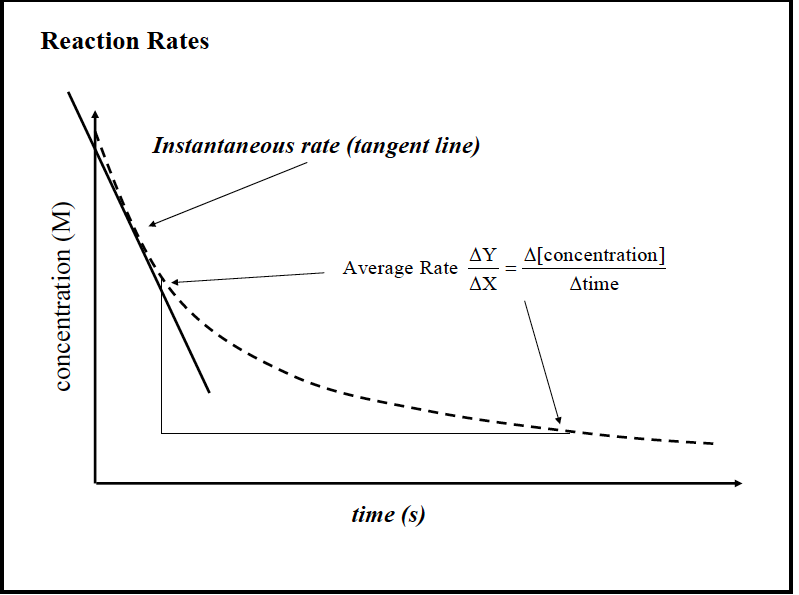 Reaction Rates
Instantaneous rate (tangent line)
Average Rate ΔY/ΔX = Δ[concentration]/Δtime
concentration (M)
time (s)